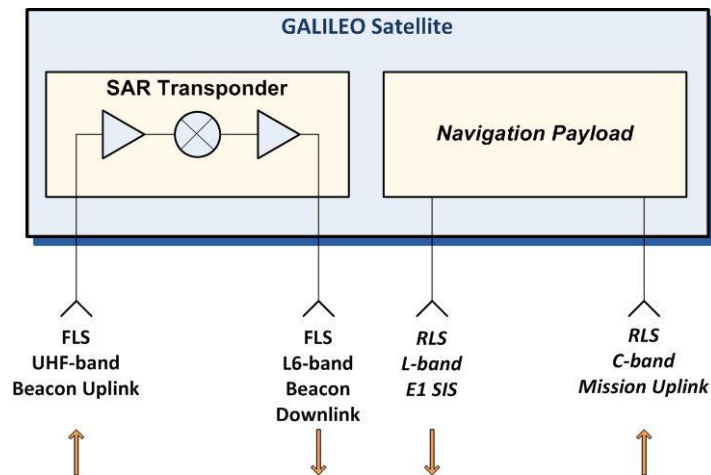 GALILEO Satellite
SAR Transponder
Navigation Payload
FLS
UHF-band
Beacon Uplink
FLS
L6-band
Beacon
Downlink
RLS
L-band
E1 SIS
RLS
C-band
Mission Uplink